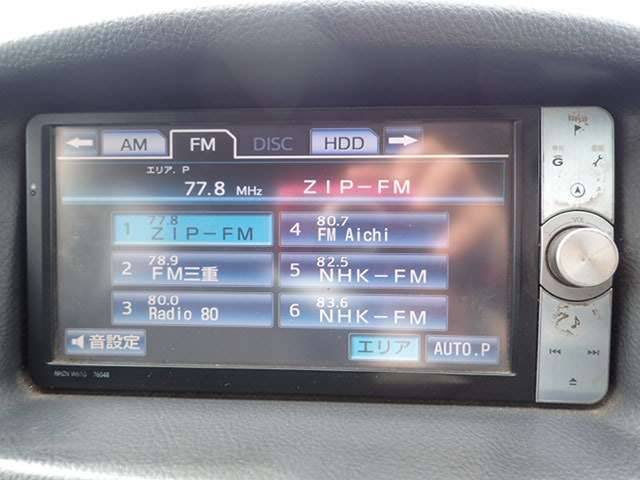 AM FM DISC HDD
エリア.P
77.8 MHz ZIP-FM
1 77.8 ZIP-FM
4 80.7 FM Aichi
2 78.9 FM三重
5 82.5 NHK-FM
3 80.0 Radio 80
6 83.6 NHK-FM
音設定 エリア AUTO.P
VOL
G